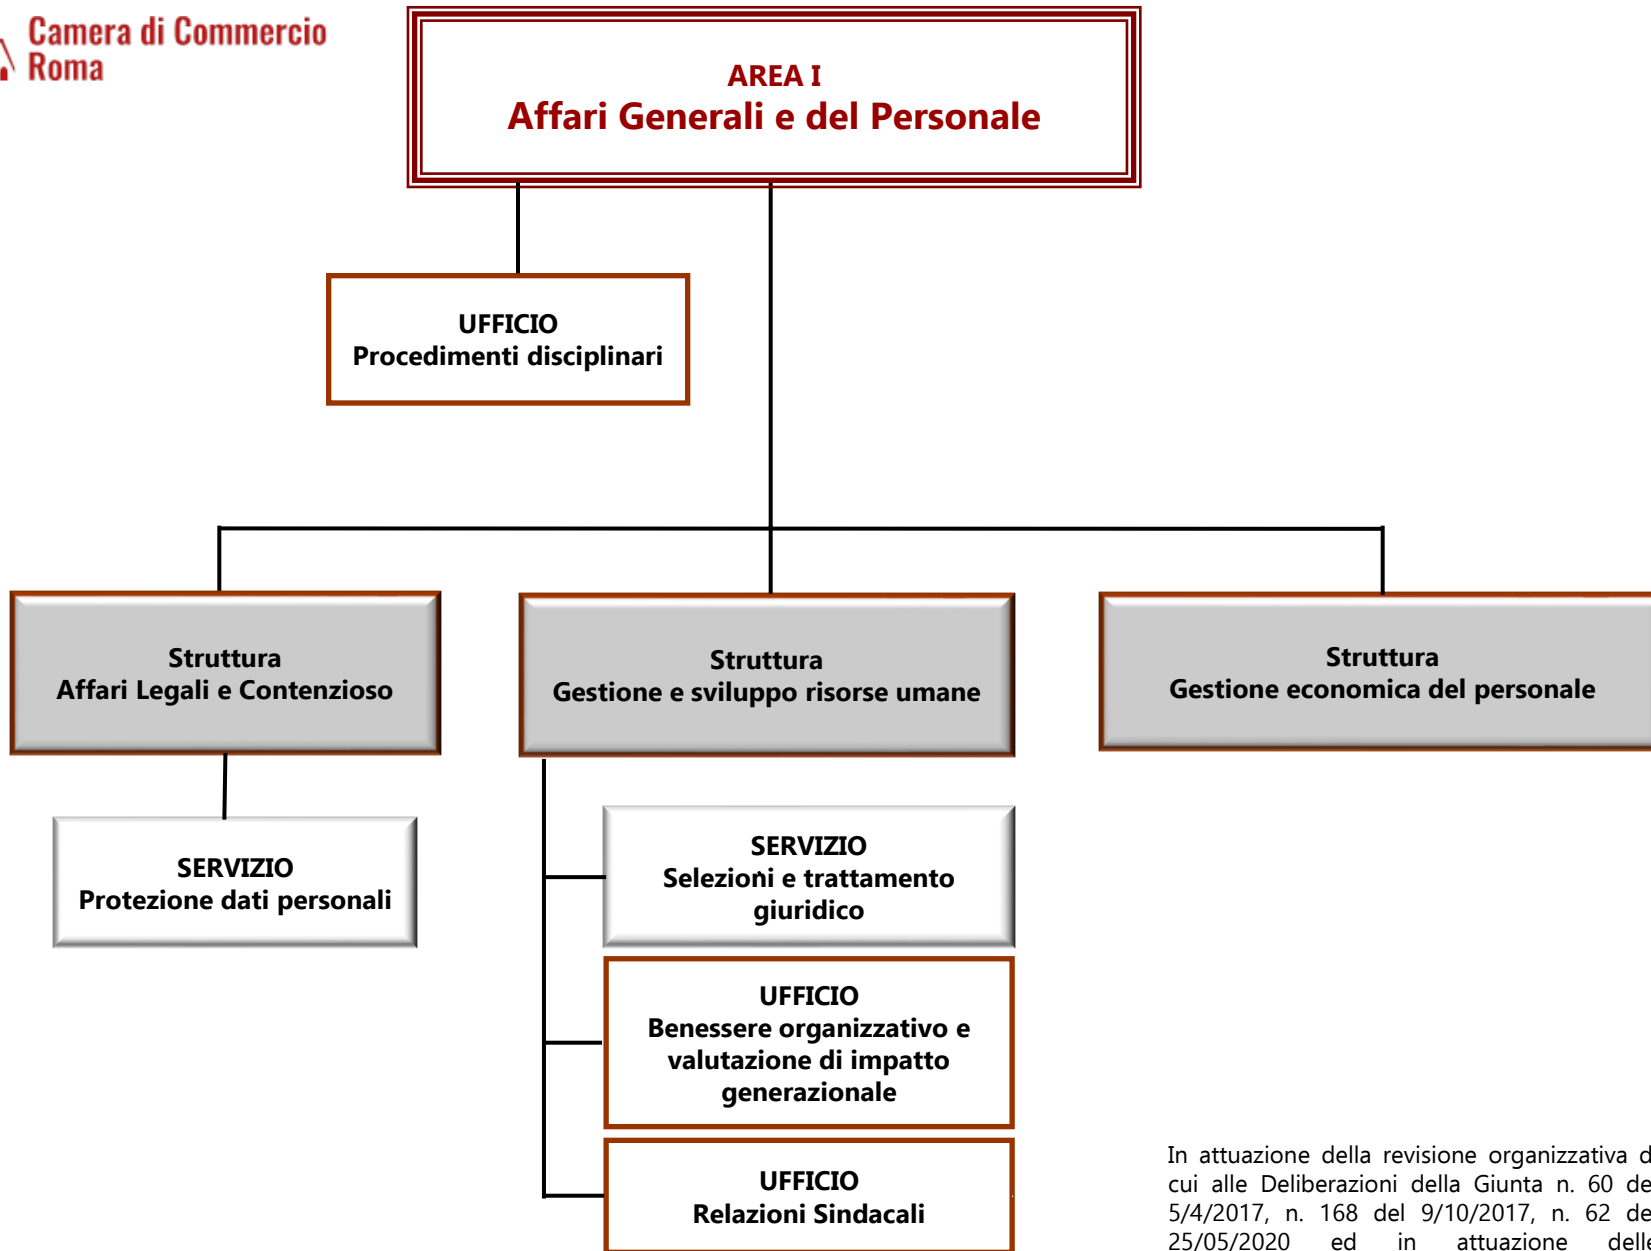 Camera di Commercio
Roma
AREA I
Affari Generali e del Personale
UFFICIO
Procedimenti disciplinari
Struttura
Affari Legali e Contenzioso
Struttura
Gestione e sviluppo risorse umane
Struttura
Gestione economica del personale
SERVIZIO
Protezione dati personali
SERVIZIO
Selezioni e trattamento
giuridico
UFFICIO
Benessere organizzativo e
valutazione di impatto
generazionale
UFFICIO
Relazioni Sindacali
In attuazione della revisione organizzativa d
cui alle Deliberazioni della Giunta n. 60 de
5/4/2017, n. 168 del 9/10/2017, n. 62 de
25/05/2020 ed in attuazione delle